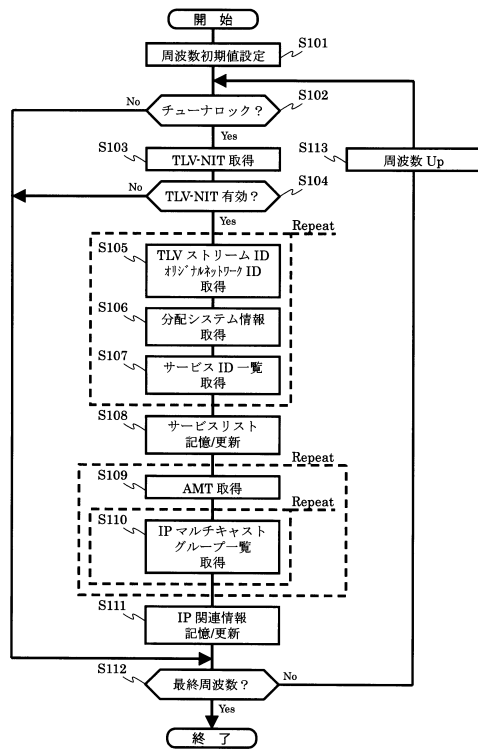 開 始
S101
周波数初期値設定
S102
No
チューナロック？
Yes
S103
TLV-NIT 取得
S113
周波数 Up
S104
No
TLV-NIT 有効？
Yes
Repeat
S105
TLV ストリーム ID
ｵﾘｼﾞﾅﾙﾈｯﾄﾜｰｸ ID
取得
S106
分配システム情報
取得
S107
サービス ID 一覧
取得
S108
サービスリスト
記憶/更新
Repeat
S109
AMT 取得
Repeat
S110
IP マルチキャスト
グループ一覧
取得
S111
IP 関連情報
記憶/更新
S112
最終周波数？
No
Yes
終 了